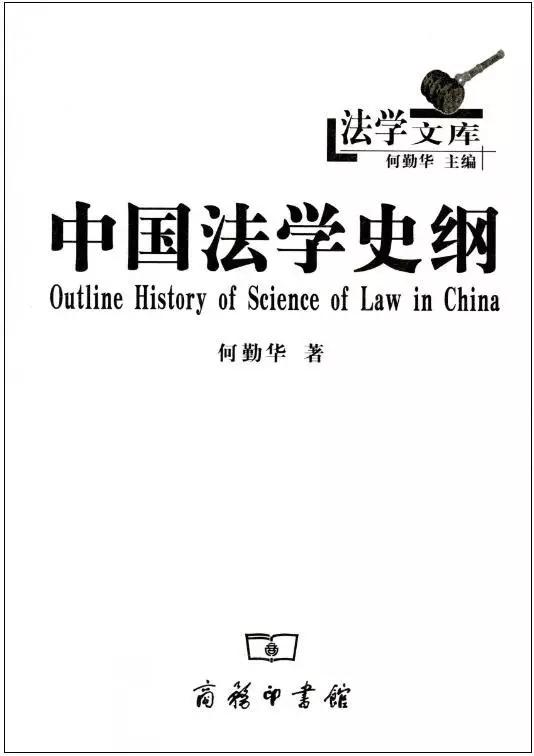 法学文库
何勤华 主编
中国法学史纲
Outline History of Science of Law in China
何勤华 著
商務印書館